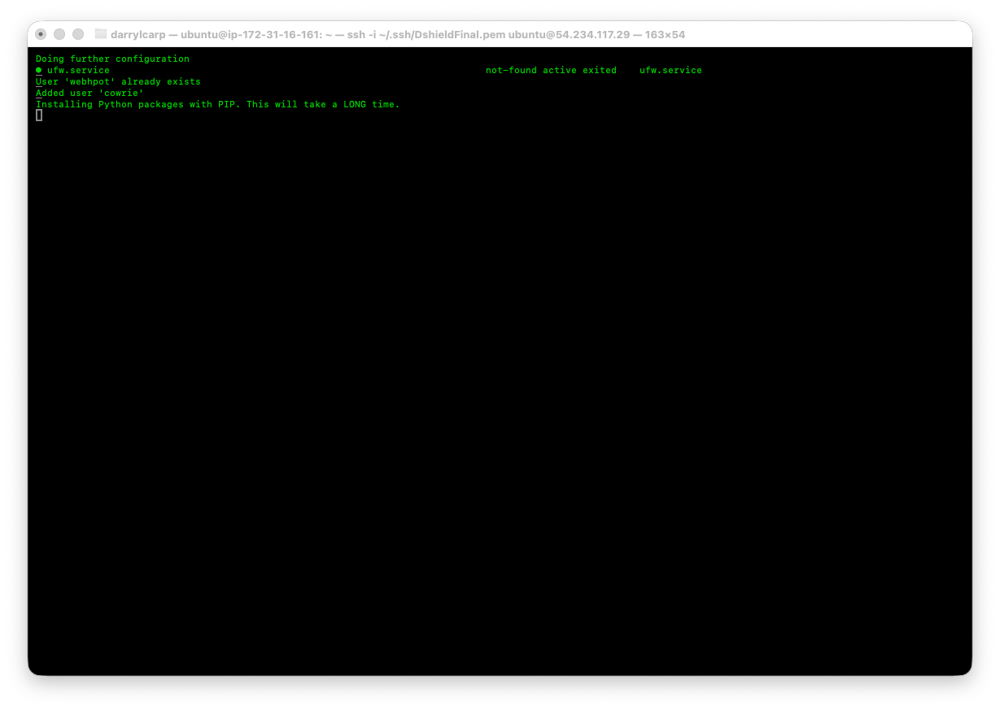 darrylcarp — ubuntu@ip-172-31-16-161: ~ — ssh -i ~/.ssh/DshieldFinal.pem ubuntu@54.234.117.29 — 163×54
Doing further configuration
● ufw.service not-found active exited ufw.service
User 'webhpot' already exists
Added user 'cowrie'
Installing Python packages with PIP. This will take a LONG time.